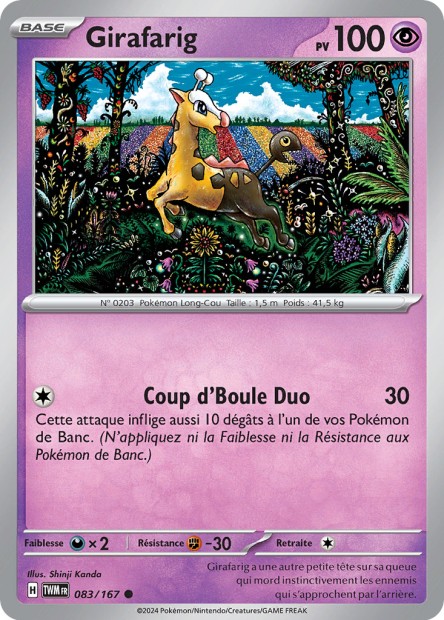 BASE
Girafarig
PV 100
N° 0203 Pokémon Long-Cou Taille : 1,5 m Poids : 41,5 kg
Coup d'Boule Duo 30
Cette attaque inflige aussi 10 dégâts à l'un de vos Pokémon
de Banc. (N'appliquez ni la Faiblesse ni la Résistance aux
Pokémon de Banc.)
Faiblesse ×2 Résistance -30 Retraite
Illus. Shinji Kanda
H TWM FR 083/167
Girafarig a une autre petite tête sur sa queue
qui mord instinctivement les ennemis
qui s'approchent par l'arrière.
©2024 Pokémon/Nintendo/Creatures/GAME FREAK